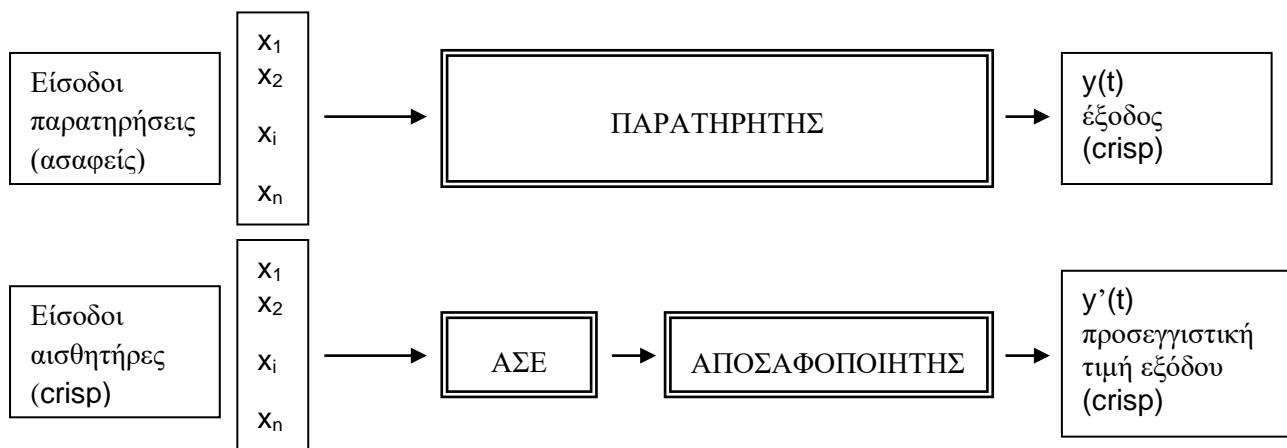 Είσοδοι
παρατηρήσεις
(ασαφείς)
x1
x2
xi
xn
ΠΑΡΑΤΗΡΗΤΗΣ
y(t)
έξοδος
(crisp)
Είσοδοι
αισθητήρες
(crisp)
x1
x2
xi
xn
ΑΣΕ
ΑΠΟΣΑΦΟΠΟΙΗΤΗΣ
y’(t)
προσεγγιστική
τιμή εξόδου
(crisp)